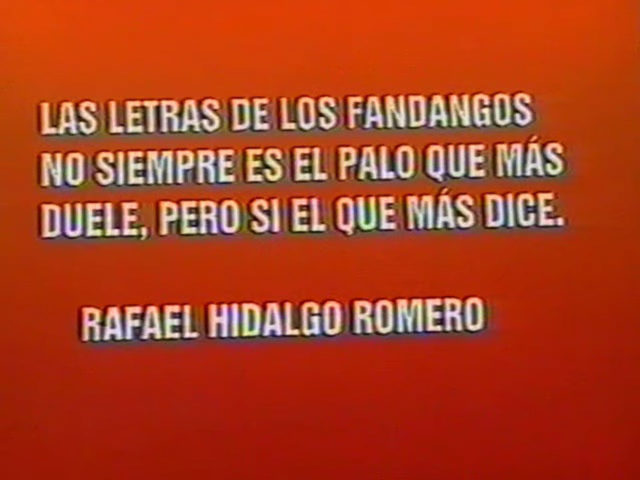 LAS LETRAS DE LOS FANDANGOS
NO SIEMPRE ES EL PALO QUE MÁS
DUELE, PERO SI EL QUE MÁS DICE.
RAFAEL HIDALGO ROMERO